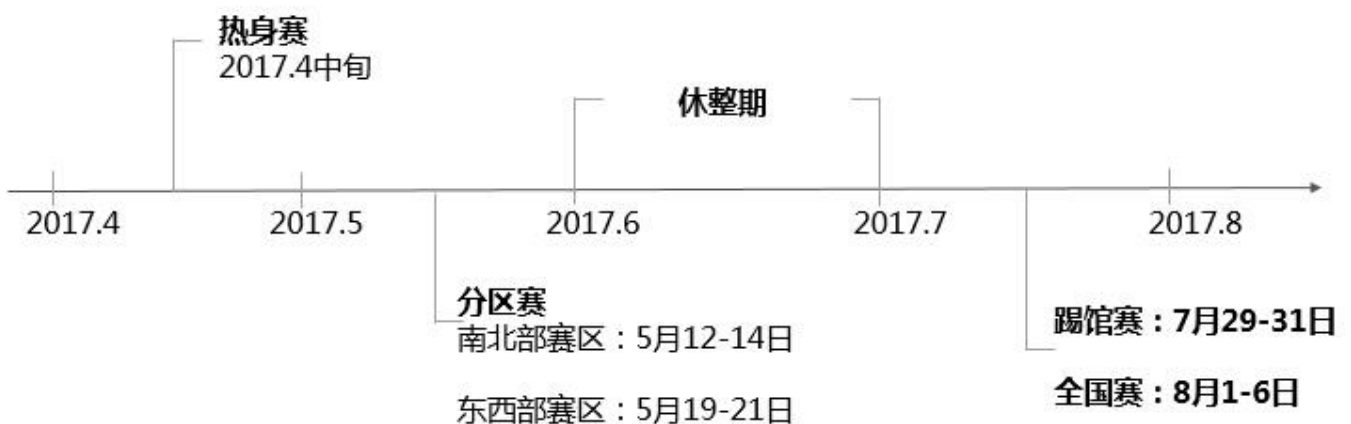 热身赛
2017.4中旬
休整期
2017.4
2017.5
2017.6
2017.7
2017.8
分区赛
南北部赛区：5月12-14日
东西部赛区：5月19-21日
踢馆赛：7月29-31日
全国赛：8月1-6日